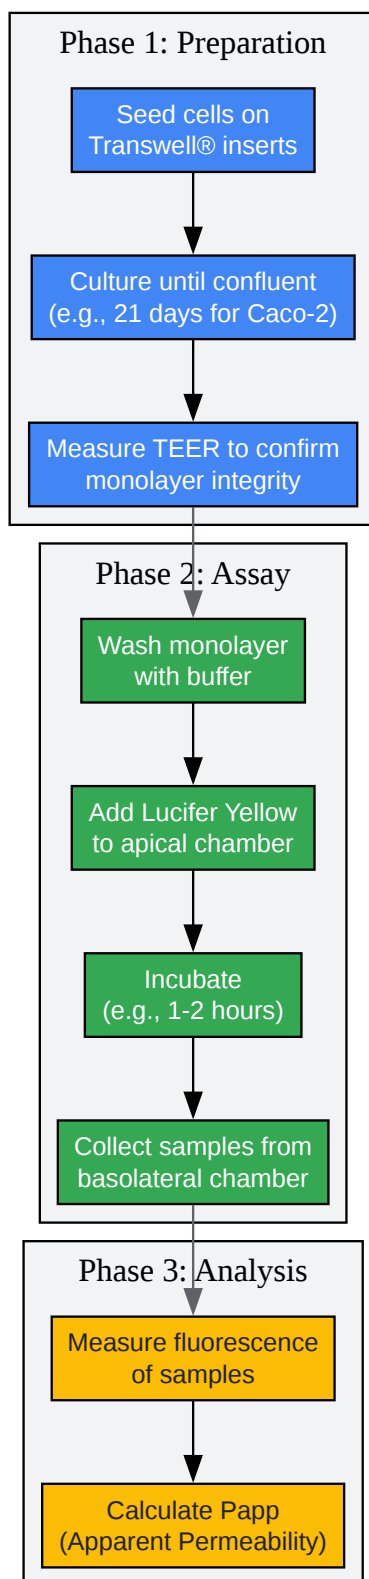 Phase 1: Preparation
Seed cells on
Transwell® inserts
Culture until confluent
(e.g., 21 days for Caco-2)
Measure TEER to confirm
monolayer integrity
Phase 2: Assay
Wash monolayer
with buffer
Add Lucifer Yellow
to apical chamber
Incubate
(e.g., 1-2 hours)
Collect samples from
basolateral chamber
Phase 3: Analysis
Measure fluorescence
of samples
Calculate Papp
(Apparent Permeability)